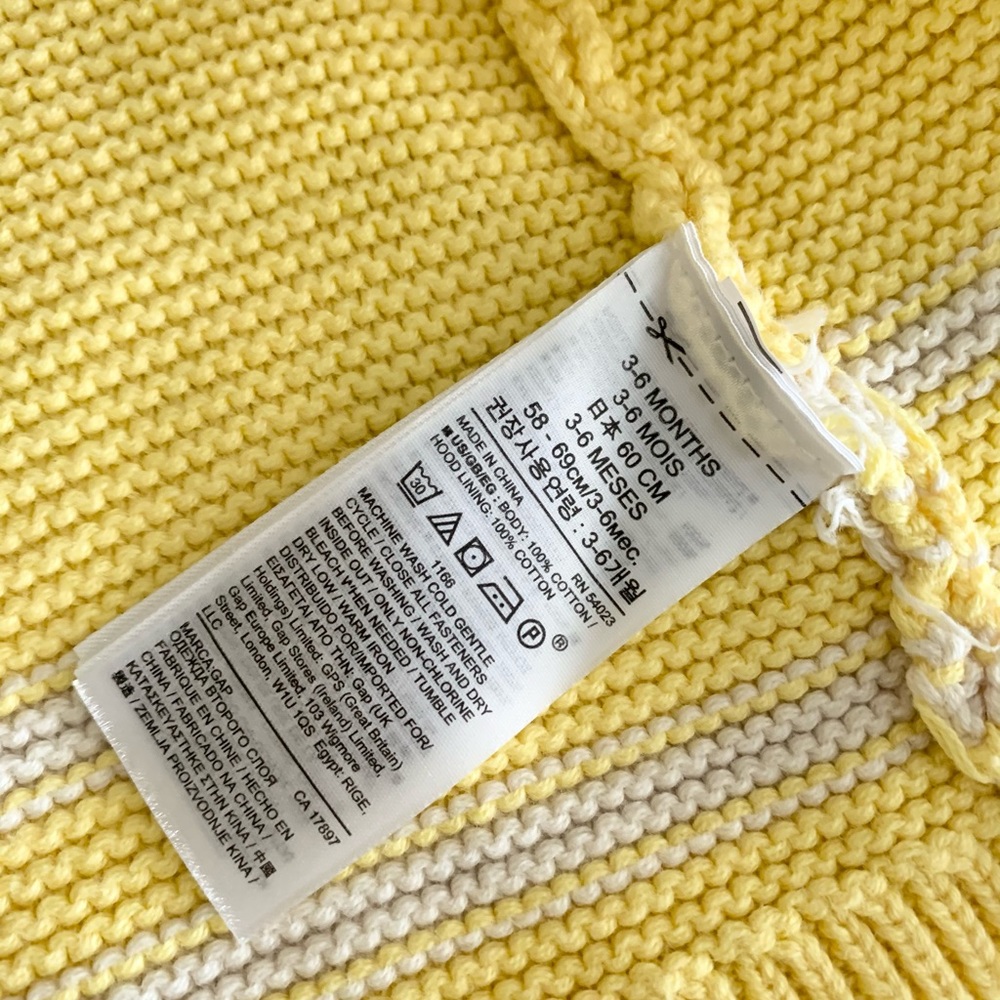 3-6 MONTHS
3-6 MOIS
日本 60 CM
3-6 MESES
58 - 69cm/3-6мес.
권장사용연령 : 3-6개월
RN 54023
MADE IN CHINA
US/GB/EG : BODY: 100% COTTON /
HOOD LINING: 100% COTTON
30
P ®
1168
MACHINE WASH COLD GENTLE
CYCLE / CLOSE ALL FASTENERS
BEFORE WASHING / WASH AND DRY
INSIDE OUT / ONLY NON-CHLORINE
BLEACH WHEN NEEDED / TUMBLE
DRY LOW / WARM IRON
DISTRIBUIDO POR/IMPORTED FOR/
ΕΙΣΑΓΕΤΑΙ ΑΠΟ ΤΗΝ: Gap (UK
Holdings) Limited: GPS (Great Britain)
Limited, Gap Stores (Ireland) Limited,
Gap Europe Limited, 103 Wigmore
Street, London, W1U 1QS Egypt: RIGE,
LLC
CA 17897
MARCA/GAP
ОДЕЖДА ВТОРОГО СЛОЯ
FABRIQUÉ EN CHINE / HECHO EN
CHINA / FABRICADO NA CHINA /
ΚΑΤΑΣΚΕΥΑΣΤΗΚΕ ΣΤΗΝ ΚΙΝΑ / 中國
製造 / ZEMLJA PROIZVODNJE KINA /